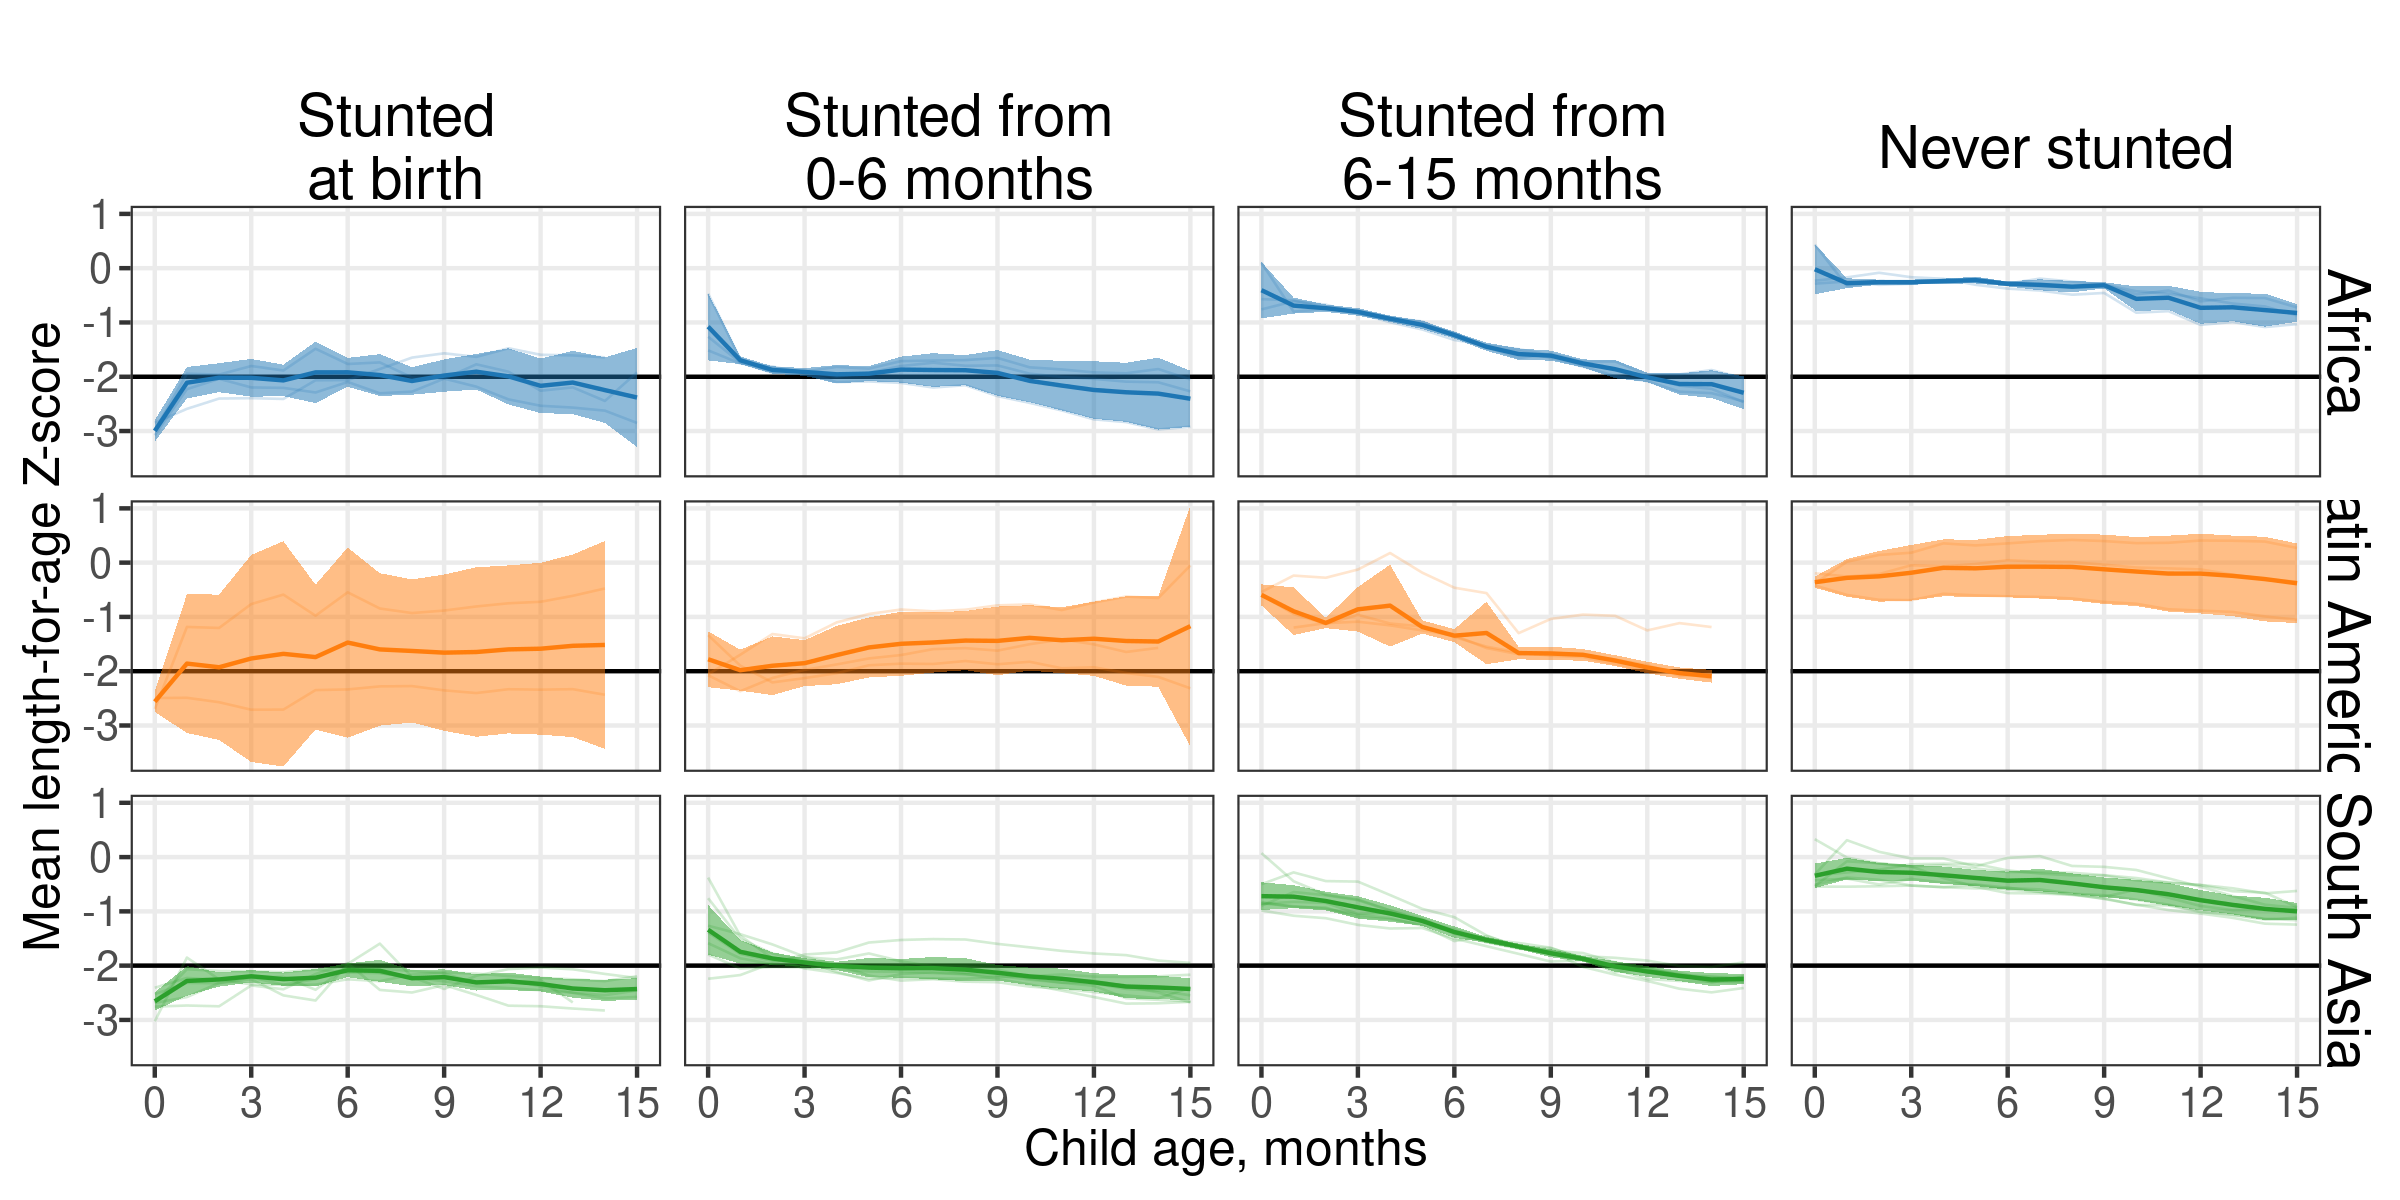 Stunted
at birth
Stunted from
0-6 months
Stunted from
6-15 months
Never stunted
Mean length-for-age Z-score
1
0
-1
-2
-3
Africa
1
0
-1
-2
-3
atin Americ
1
0
-1
-2
-3
South Asia
0 3 6 9 12 15
0 3 6 9 12 15
0 3 6 9 12 15
0 3 6 9 12 15
Child age, months